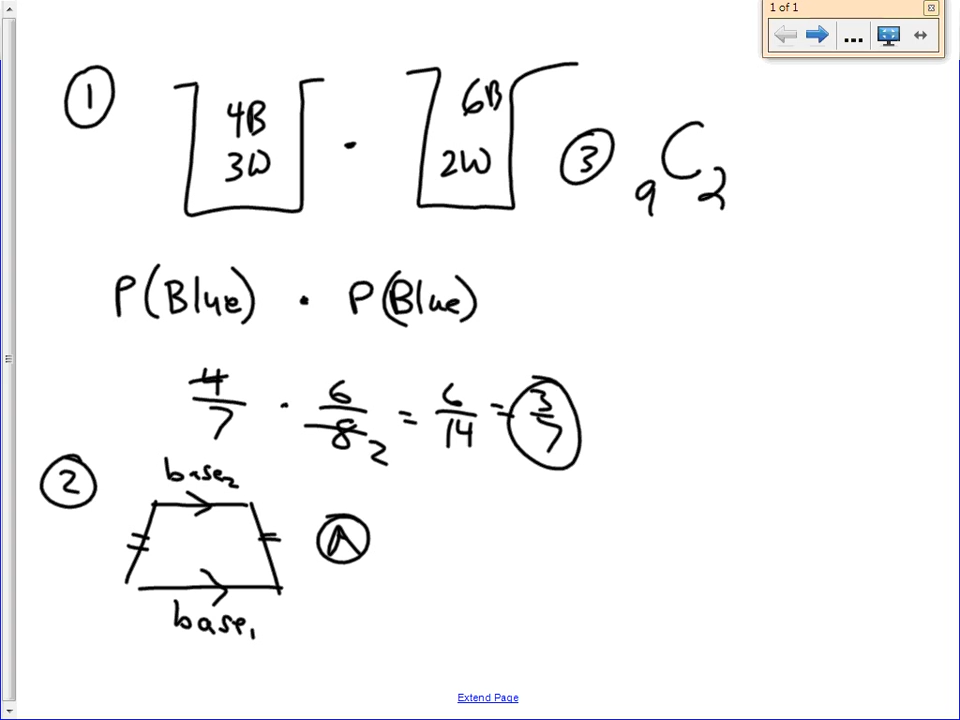 1 of 1
...
① 4B 6B
3W · 2W ③ ₉C₂
P(Blue) · P(Blue)
4/7 · 6/8 2 = 6/14 = 3/7
②
base₂
Ⓐ
base₁
Extend Page